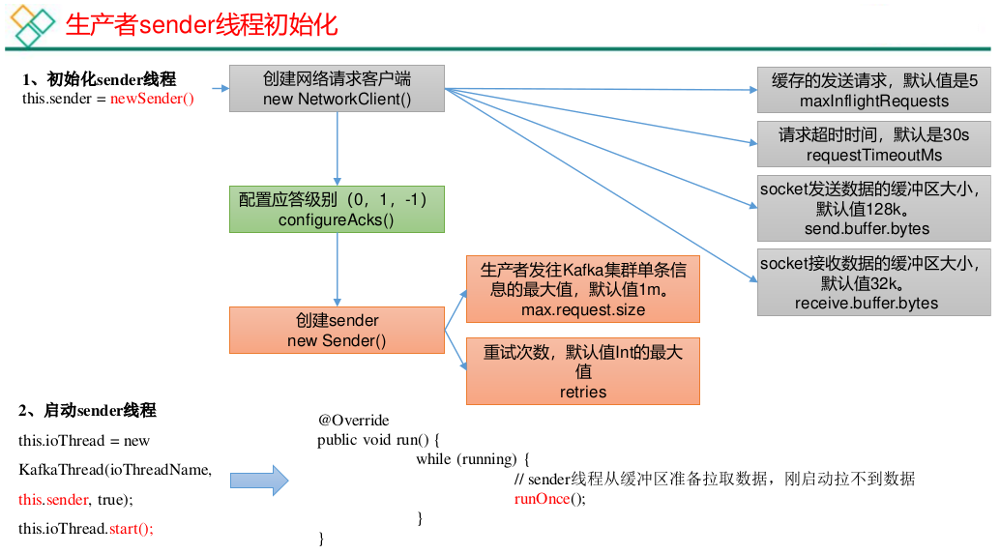 生产者sender线程初始化
1、初始化sender线程
this.sender = newSender()
创建网络请求客户端
new NetworkClient()
配置应答级别（0，1，-1）
configureAcks()
创建sender
new Sender()
生产者发往Kafka集群单条信
息的最大值，默认值1m。
max.request.size
重试次数，默认值Int的最大
值
retries
缓存的发送请求，默认值是5
maxInflightRequests
请求超时时间，默认是30s
requestTimeoutMs
socket发送数据的缓冲区大小，
默认值128k。
send.buffer.bytes
socket接收数据的缓冲区大小，
默认值32k。
receive.buffer.bytes
2、启动sender线程
this.ioThread = new
KafkaThread(ioThreadName,
this.sender, true);
this.ioThread.start();
@Override
public void run() {
while (running) {
// sender线程从缓冲区准备拉取数据，刚启动拉不到数据
runOnce();
}
}